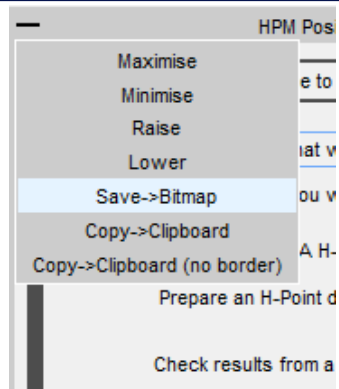 HPM Pos
Maximise
e to
Minimise
Raise
at w
Lower
Save->Bitmap
ou w
Copy->Clipboard
A H-
Copy->Clipboard (no border)
Prepare an H-Point d
Check results from a